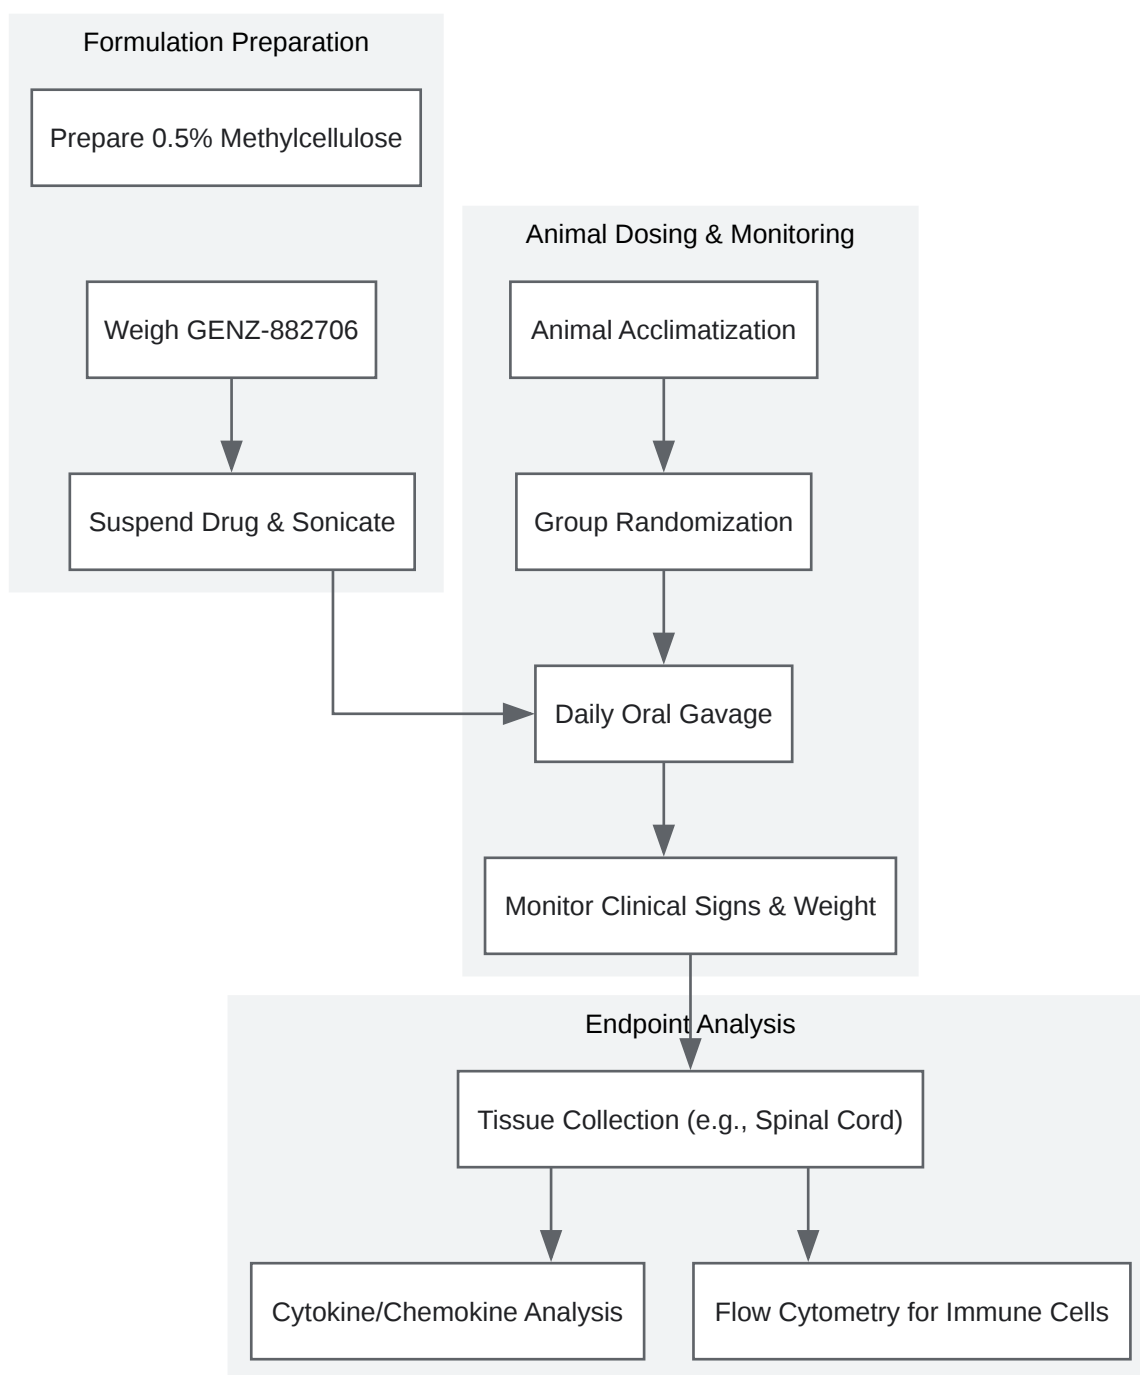 Formulation Preparation
Prepare 0.5% Methylcellulose
Weigh GENZ-882706
Suspend Drug & Sonicate
Animal Dosing & Monitoring
Animal Acclimatization
Group Randomization
Daily Oral Gavage
Monitor Clinical Signs & Weight
Endpoint Analysis
Tissue Collection (e.g., Spinal Cord)
Cytokine/Chemokine Analysis
Flow Cytometry for Immune Cells